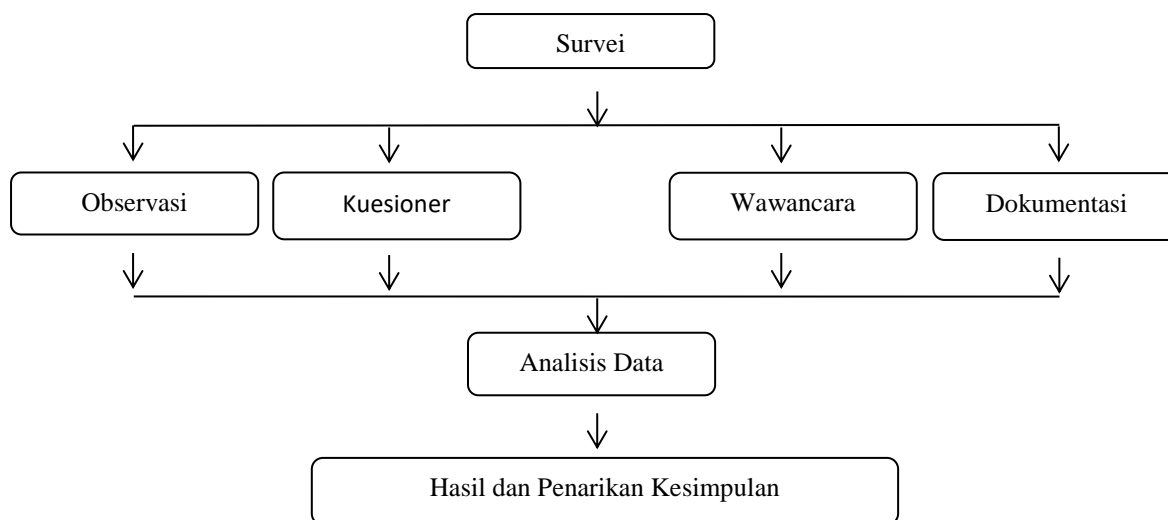 Survei
Observasi
Kuesioner
Wawancara
Dokumentasi
Analisis Data
Hasil dan Penarikan Kesimpulan